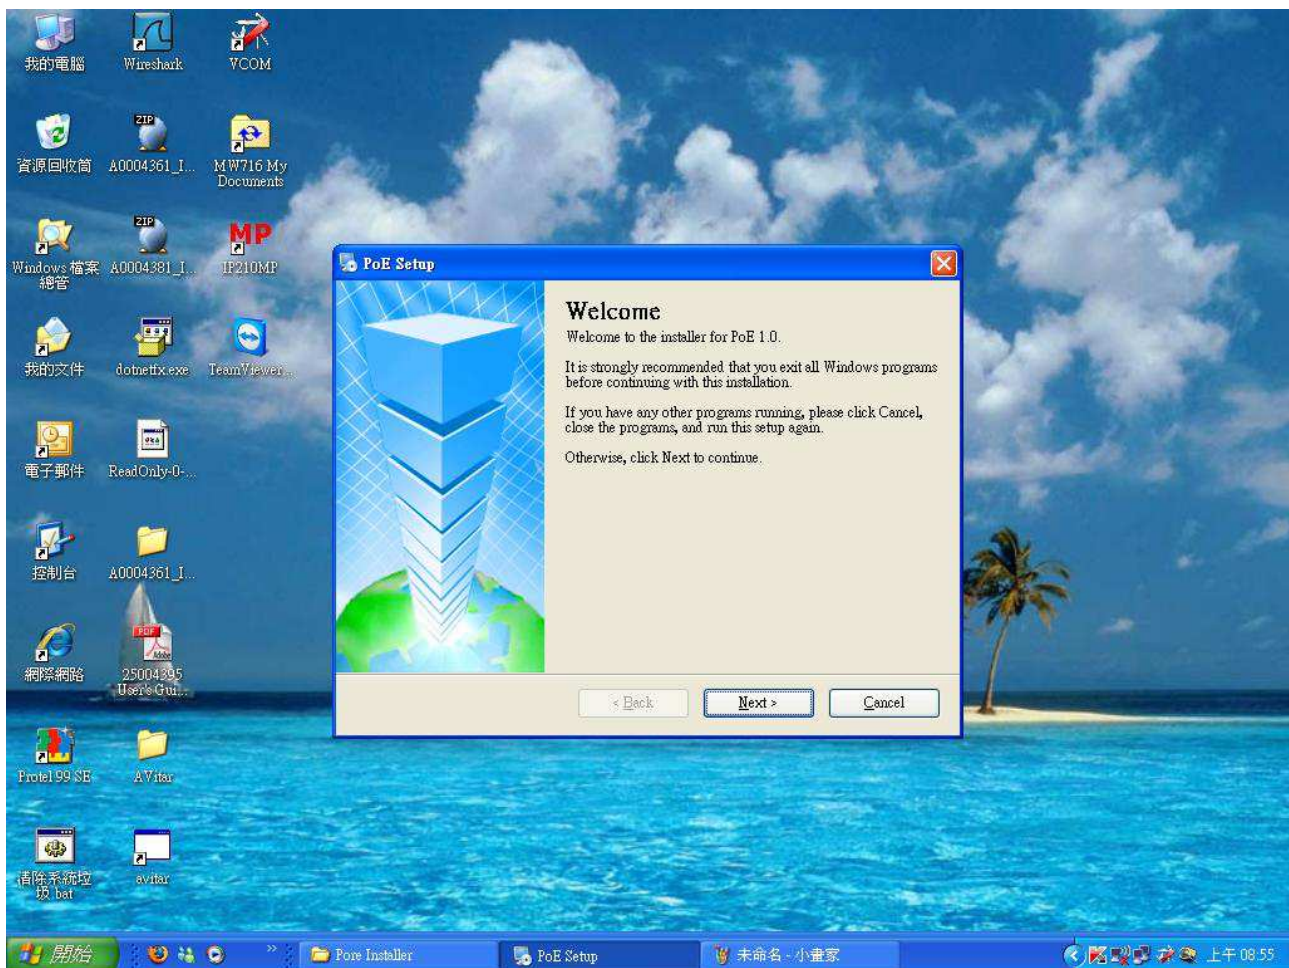 我的電腦
Wireshark
VCOM
ZIP
資源回收筒
A0004361_I...
MW716 My
Documents
ZIP
MP
Windows 檔案
總管
A0004381_I...
IP210MP
我的文件
dotnetfx.exe
TeamViewer...
電子郵件
ReadOnly-0-...
控制台
A0004361_I...
PDF
Adobe
網際網路
25004395
User's Gui...
Protel 99 SE
AVitar
清除系統垃
圾 bat
avitar
PoE Setup
Welcome
Welcome to the installer for PoE 1.0.
It is strongly recommended that you exit all Windows programs
before continuing with this installation.
If you have any other programs running, please click Cancel,
close the programs, and run this setup again.
Otherwise, click Next to continue.
< Back
Next >
Cancel
開始
»
Pore Installer
PoE Setup
未命名 - 小畫家
上午 08:55